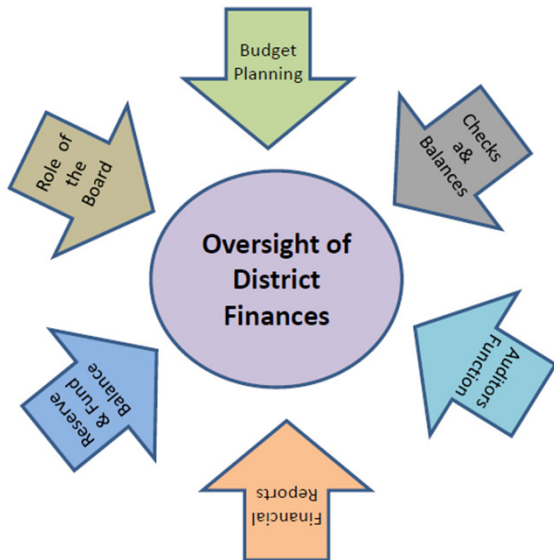 Budget
Planning
Checks
a&
Balances
Auditors
Function
Financial
Reports
Reserve
& Fund
Balance
Role of
the
Board
Oversight of
District
Finances